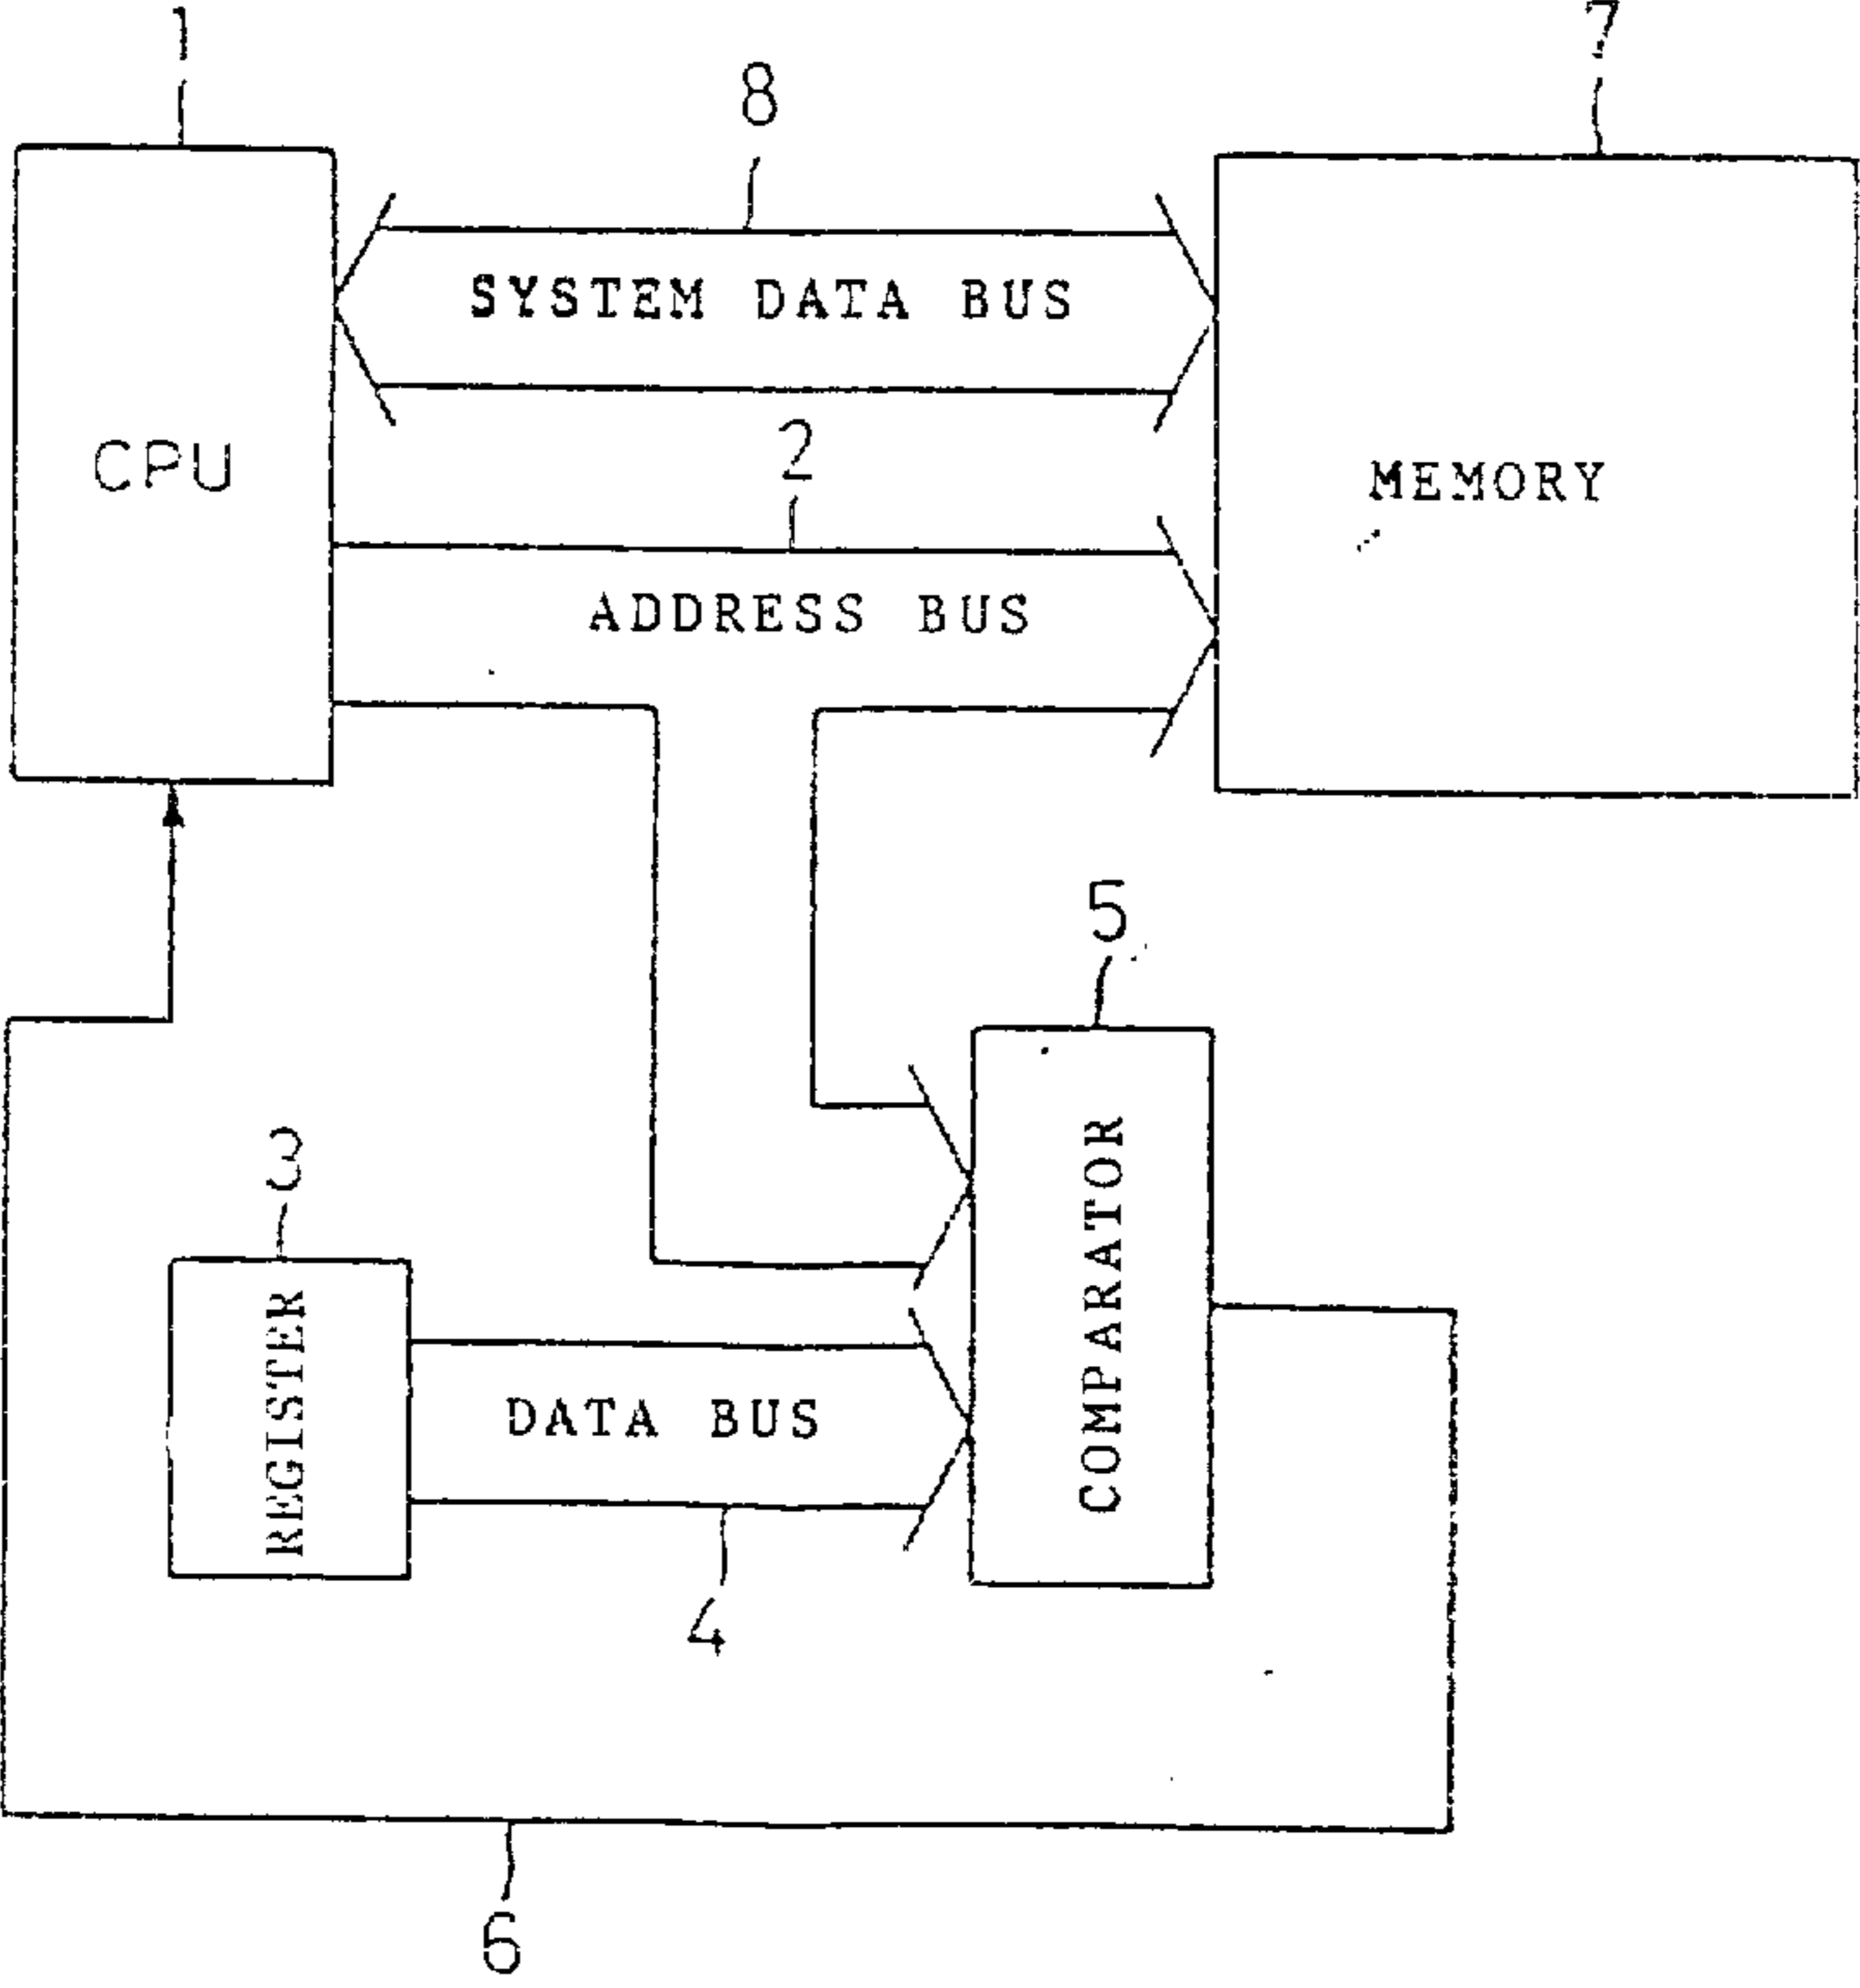 1
7
8
SYSTEM DATA BUS
CPU
2
MEMORY
ADDRESS BUS
5
3
COMPARATOR
REGISTER
DATA BUS
4
6